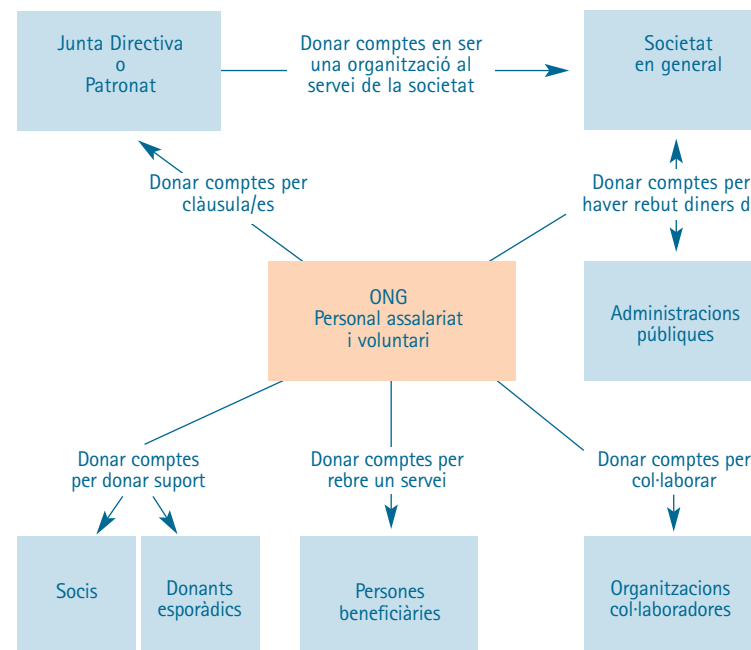 Junta Directiva
o
Patronat
Donar comptes en ser
una organització al
servei de la societat
Societat
en general
Donar comptes per
clàusula/es
Donar comptes per
haver rebut diners d
ONG
Personal assalariat
i voluntari
Administracions
públiques
Donar comptes
per donar suport
Donar comptes per
rebre un servei
Donar comptes per
col·laborar
Socis
Donants
esporàdics
Persones
beneficiàries
Organitzacions
col·laboradores